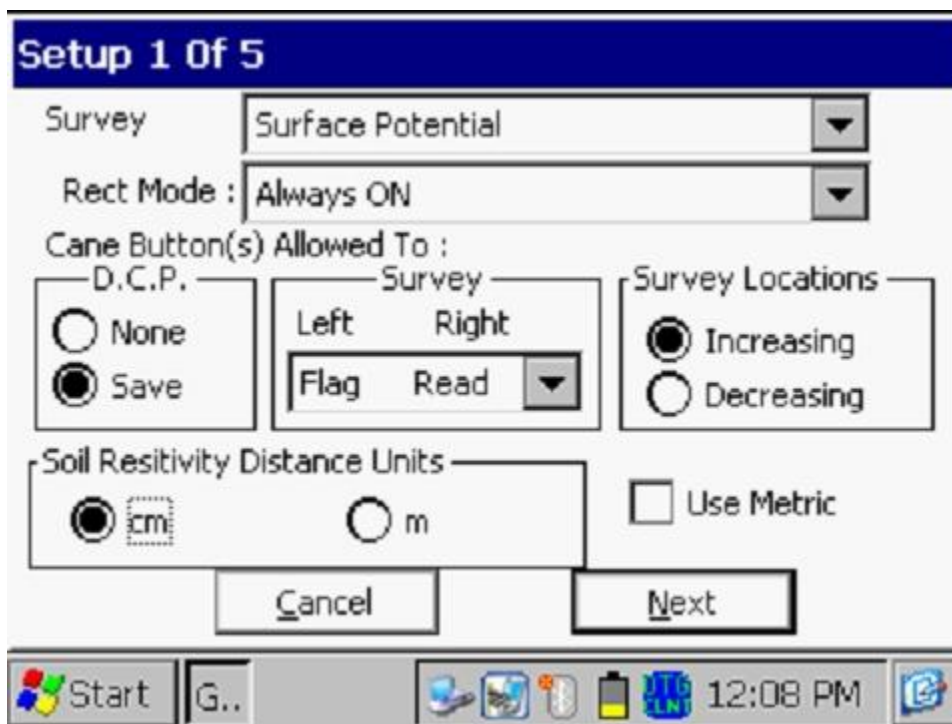 Setup 1 Of 5
Survey Surface Potential
Rect Mode : Always ON
Cane Button(s) Allowed To :
D.C.P. Survey Survey Locations
None Left Right Increasing
Save Flag Read Decreasing
Soil Resitivity Distance Units
cm m Use Metric
Cancel Next
Start G.. UTG CLNT 12:08 PM